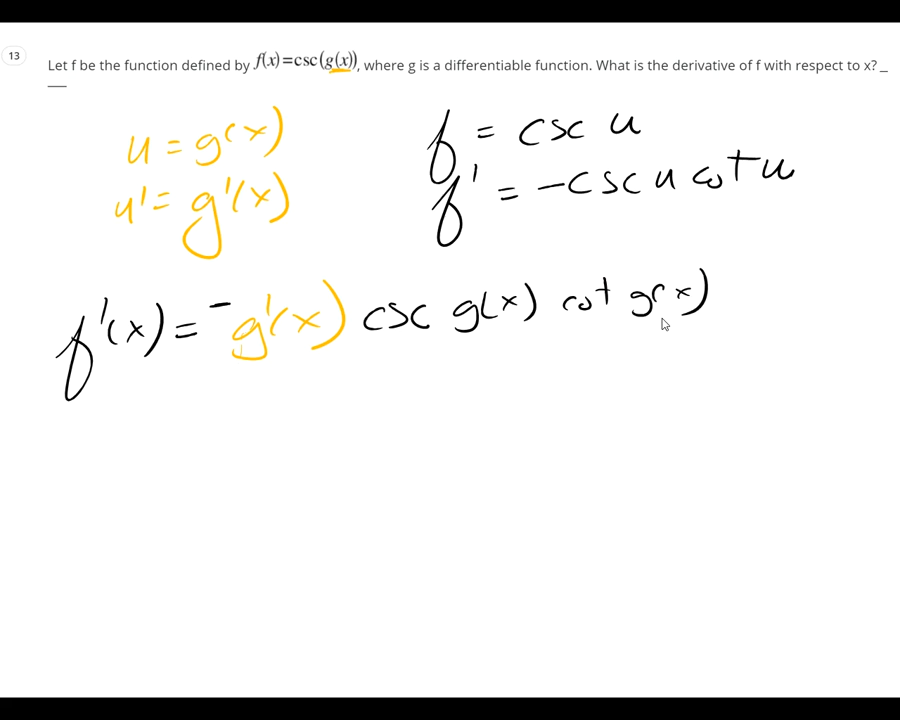 13
Let f be the function defined by f(x)=csc(g(x)), where g is a differentiable function. What is the derivative of f with respect to x? _
__
u = g(x)
u' = g'(x)
f = csc u
f' = -csc u cot u
f'(x) = -g'(x) csc g(x) cot g(x)